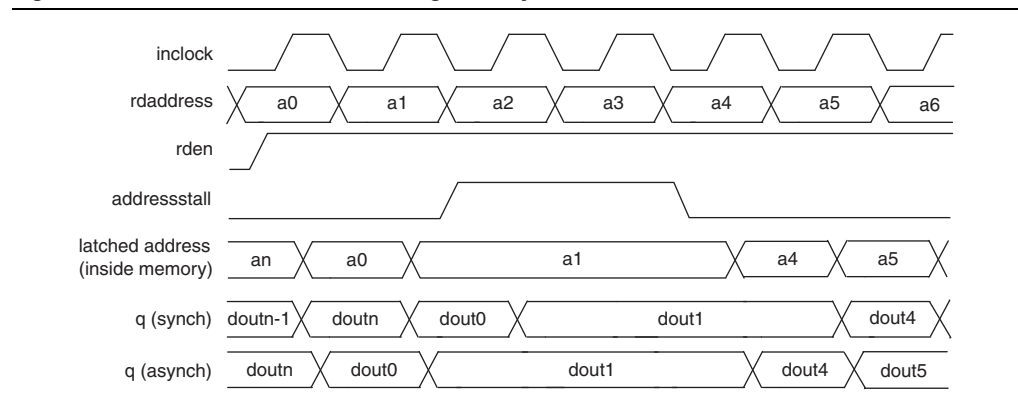 inclock
rdaddress a0 a1 a2 a3 a4 a5 a6
rden
addressstall
latched address
(inside memory) an a0 a1 a4 a5
q (synch) doutn-1 doutn dout0 dout1 dout4
q (asynch) doutn dout0 dout1 dout4 dout5